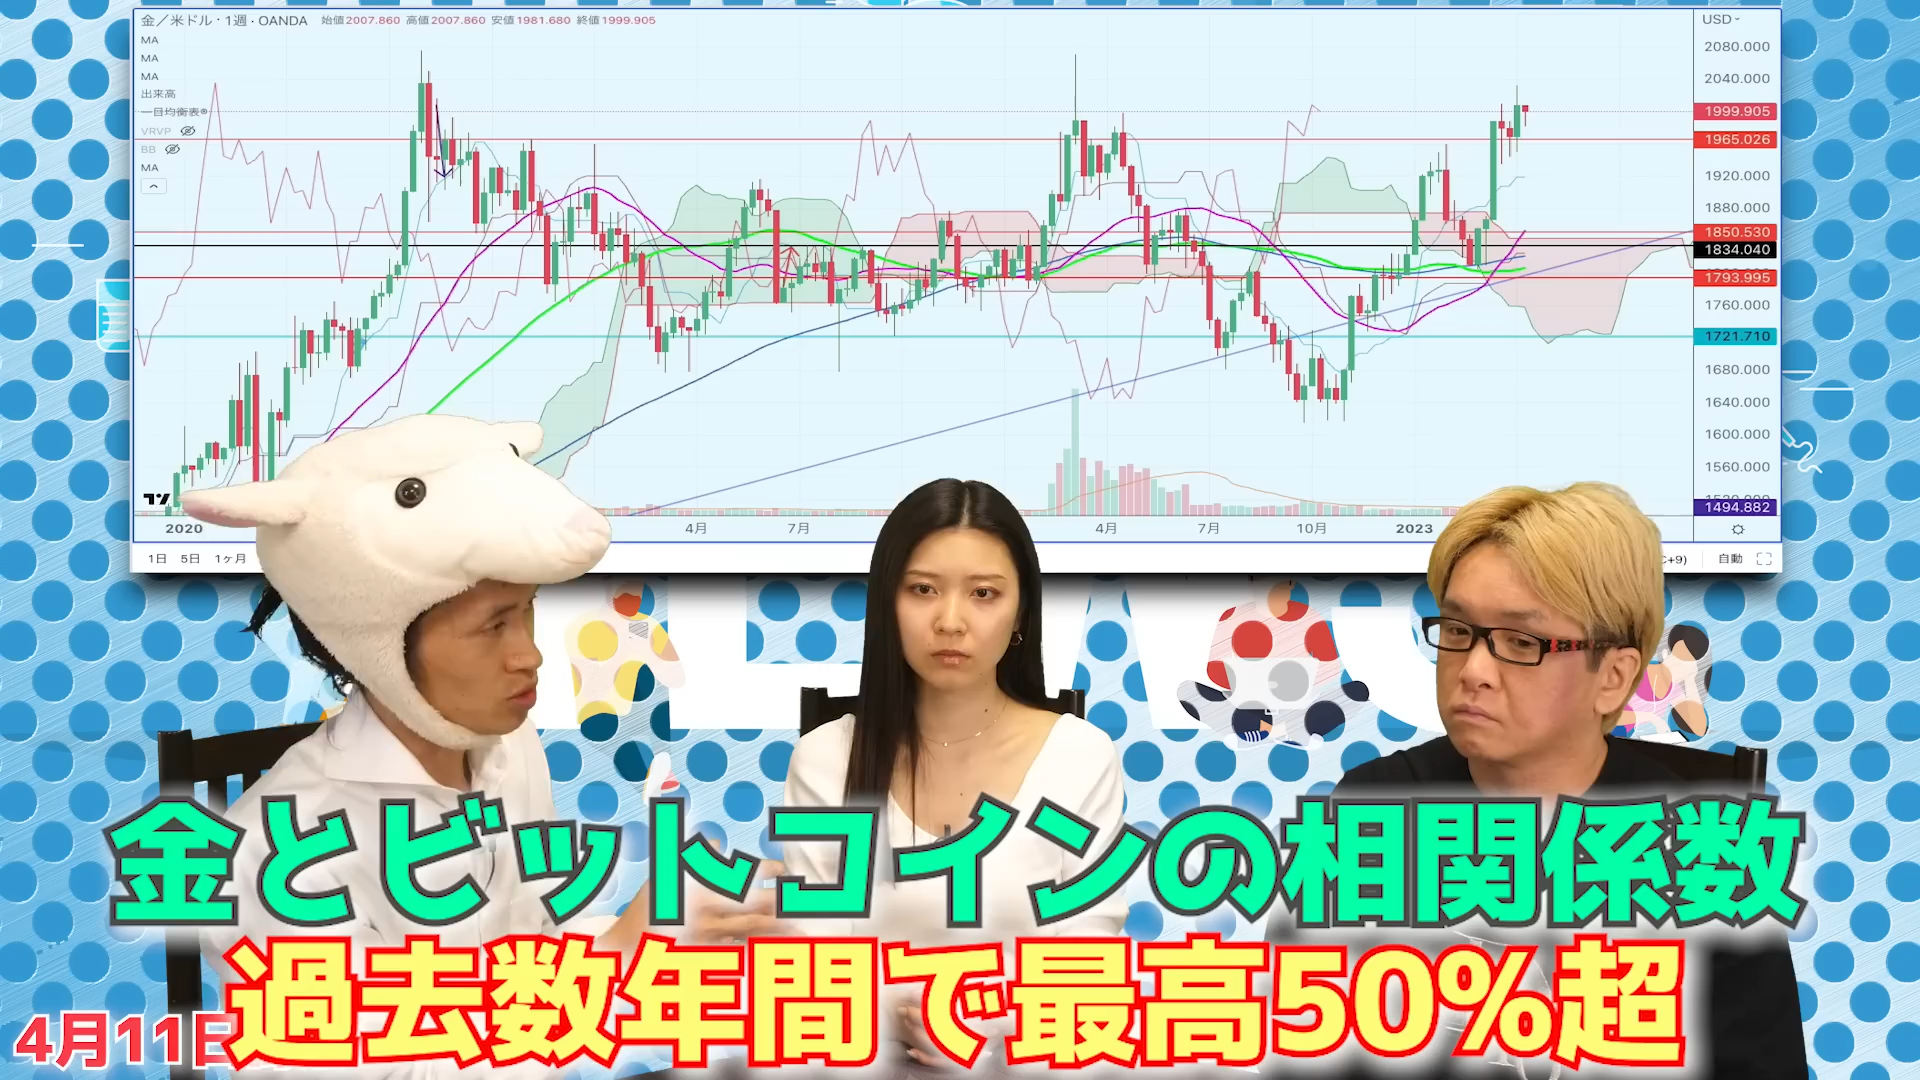 金／米ドル · 1週 · OANDA 始値2007.860 高値2007.860 安値1981.680 終値1999.905
USD
MA
MA
MA
出来高
一目均衡表
VRVP
BB
MA
2080.000
2040.000
1999.905
1965.026
1920.000
1880.000
1850.530
1834.040
1793.995
1760.000
1721.710
1680.000
1640.000
1600.000
1560.000
1494.882
2020
4月
7月
4月
7月
10月
2023
1日 5日 1ヶ月
自動
金とビットコインの相関係数
過去数年間で最高50%超
4月11日